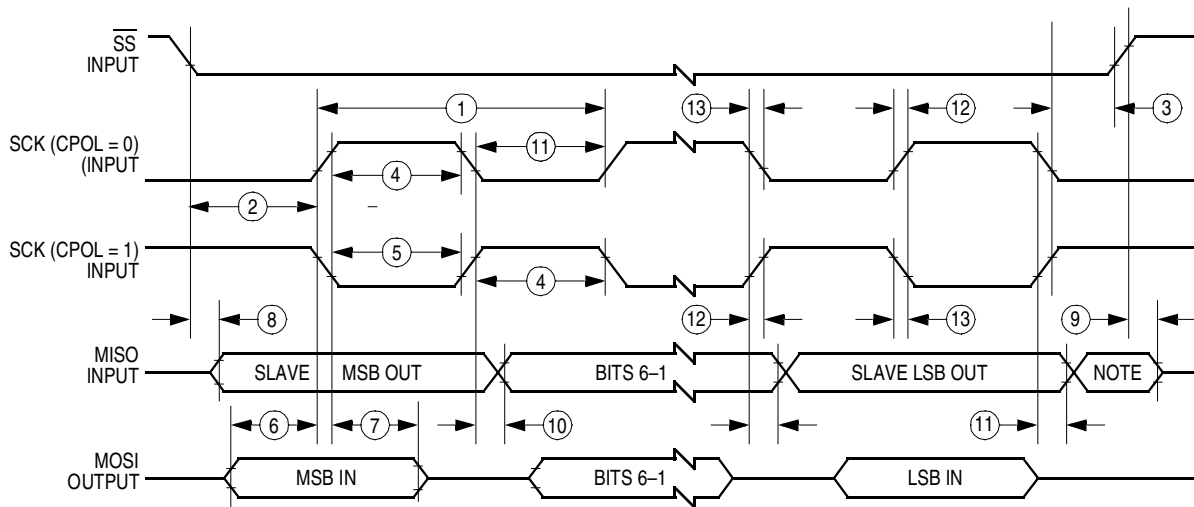 SS
INPUT
1
13
12
3
SCK (CPOL = 0)
(INPUT
11
4
2
–
SCK (CPOL = 1)
INPUT
5
4
8
12
13
9
MISO
INPUT
SLAVE MSB OUT
BITS 6–1
SLAVE LSB OUT
NOTE
6
7
10
11
MOSI
OUTPUT
MSB IN
BITS 6–1
LSB IN